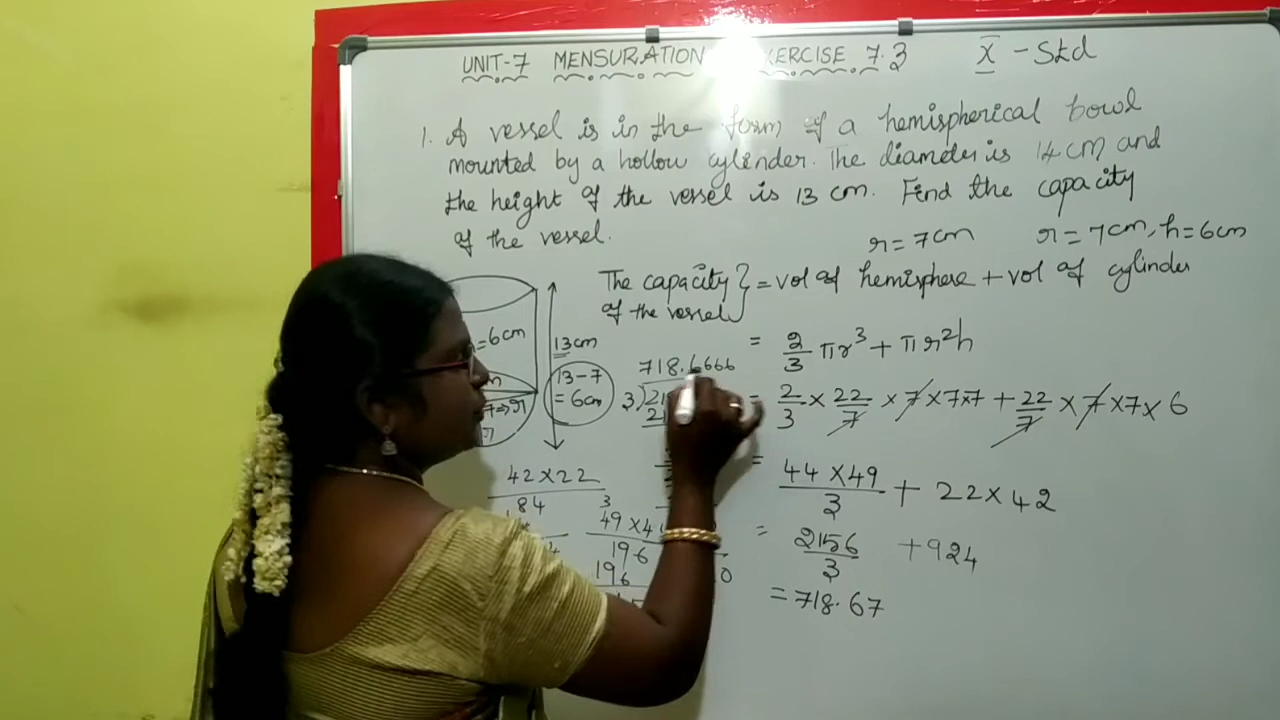 UNIT-7 MENSURATION XERCISE 7.3 X - Std
1. A vessel is in the form of a hemispherical bowl
mounted by a hollow cylinder. The diameter is 14 cm and
the height of the vessel is 13 cm. Find the capacity
of the vessel.
r = 7cm r = 7cm, h = 6cm
The capacity } = vol of hemisphere + vol of cylinder
of the vessel
=6cm
13cm
13-7
= 6cm
7⇒r
r
= 2/3 πr³ + πr²h
718.6666
3)21
21
= 2/3 × 22/7 × 7×7×7 + 22/7 × 7×7×6
42×22
84
= 44×49/3 + 22×42
3
49×4
196
196
= 2156/3 +924
= 718.67